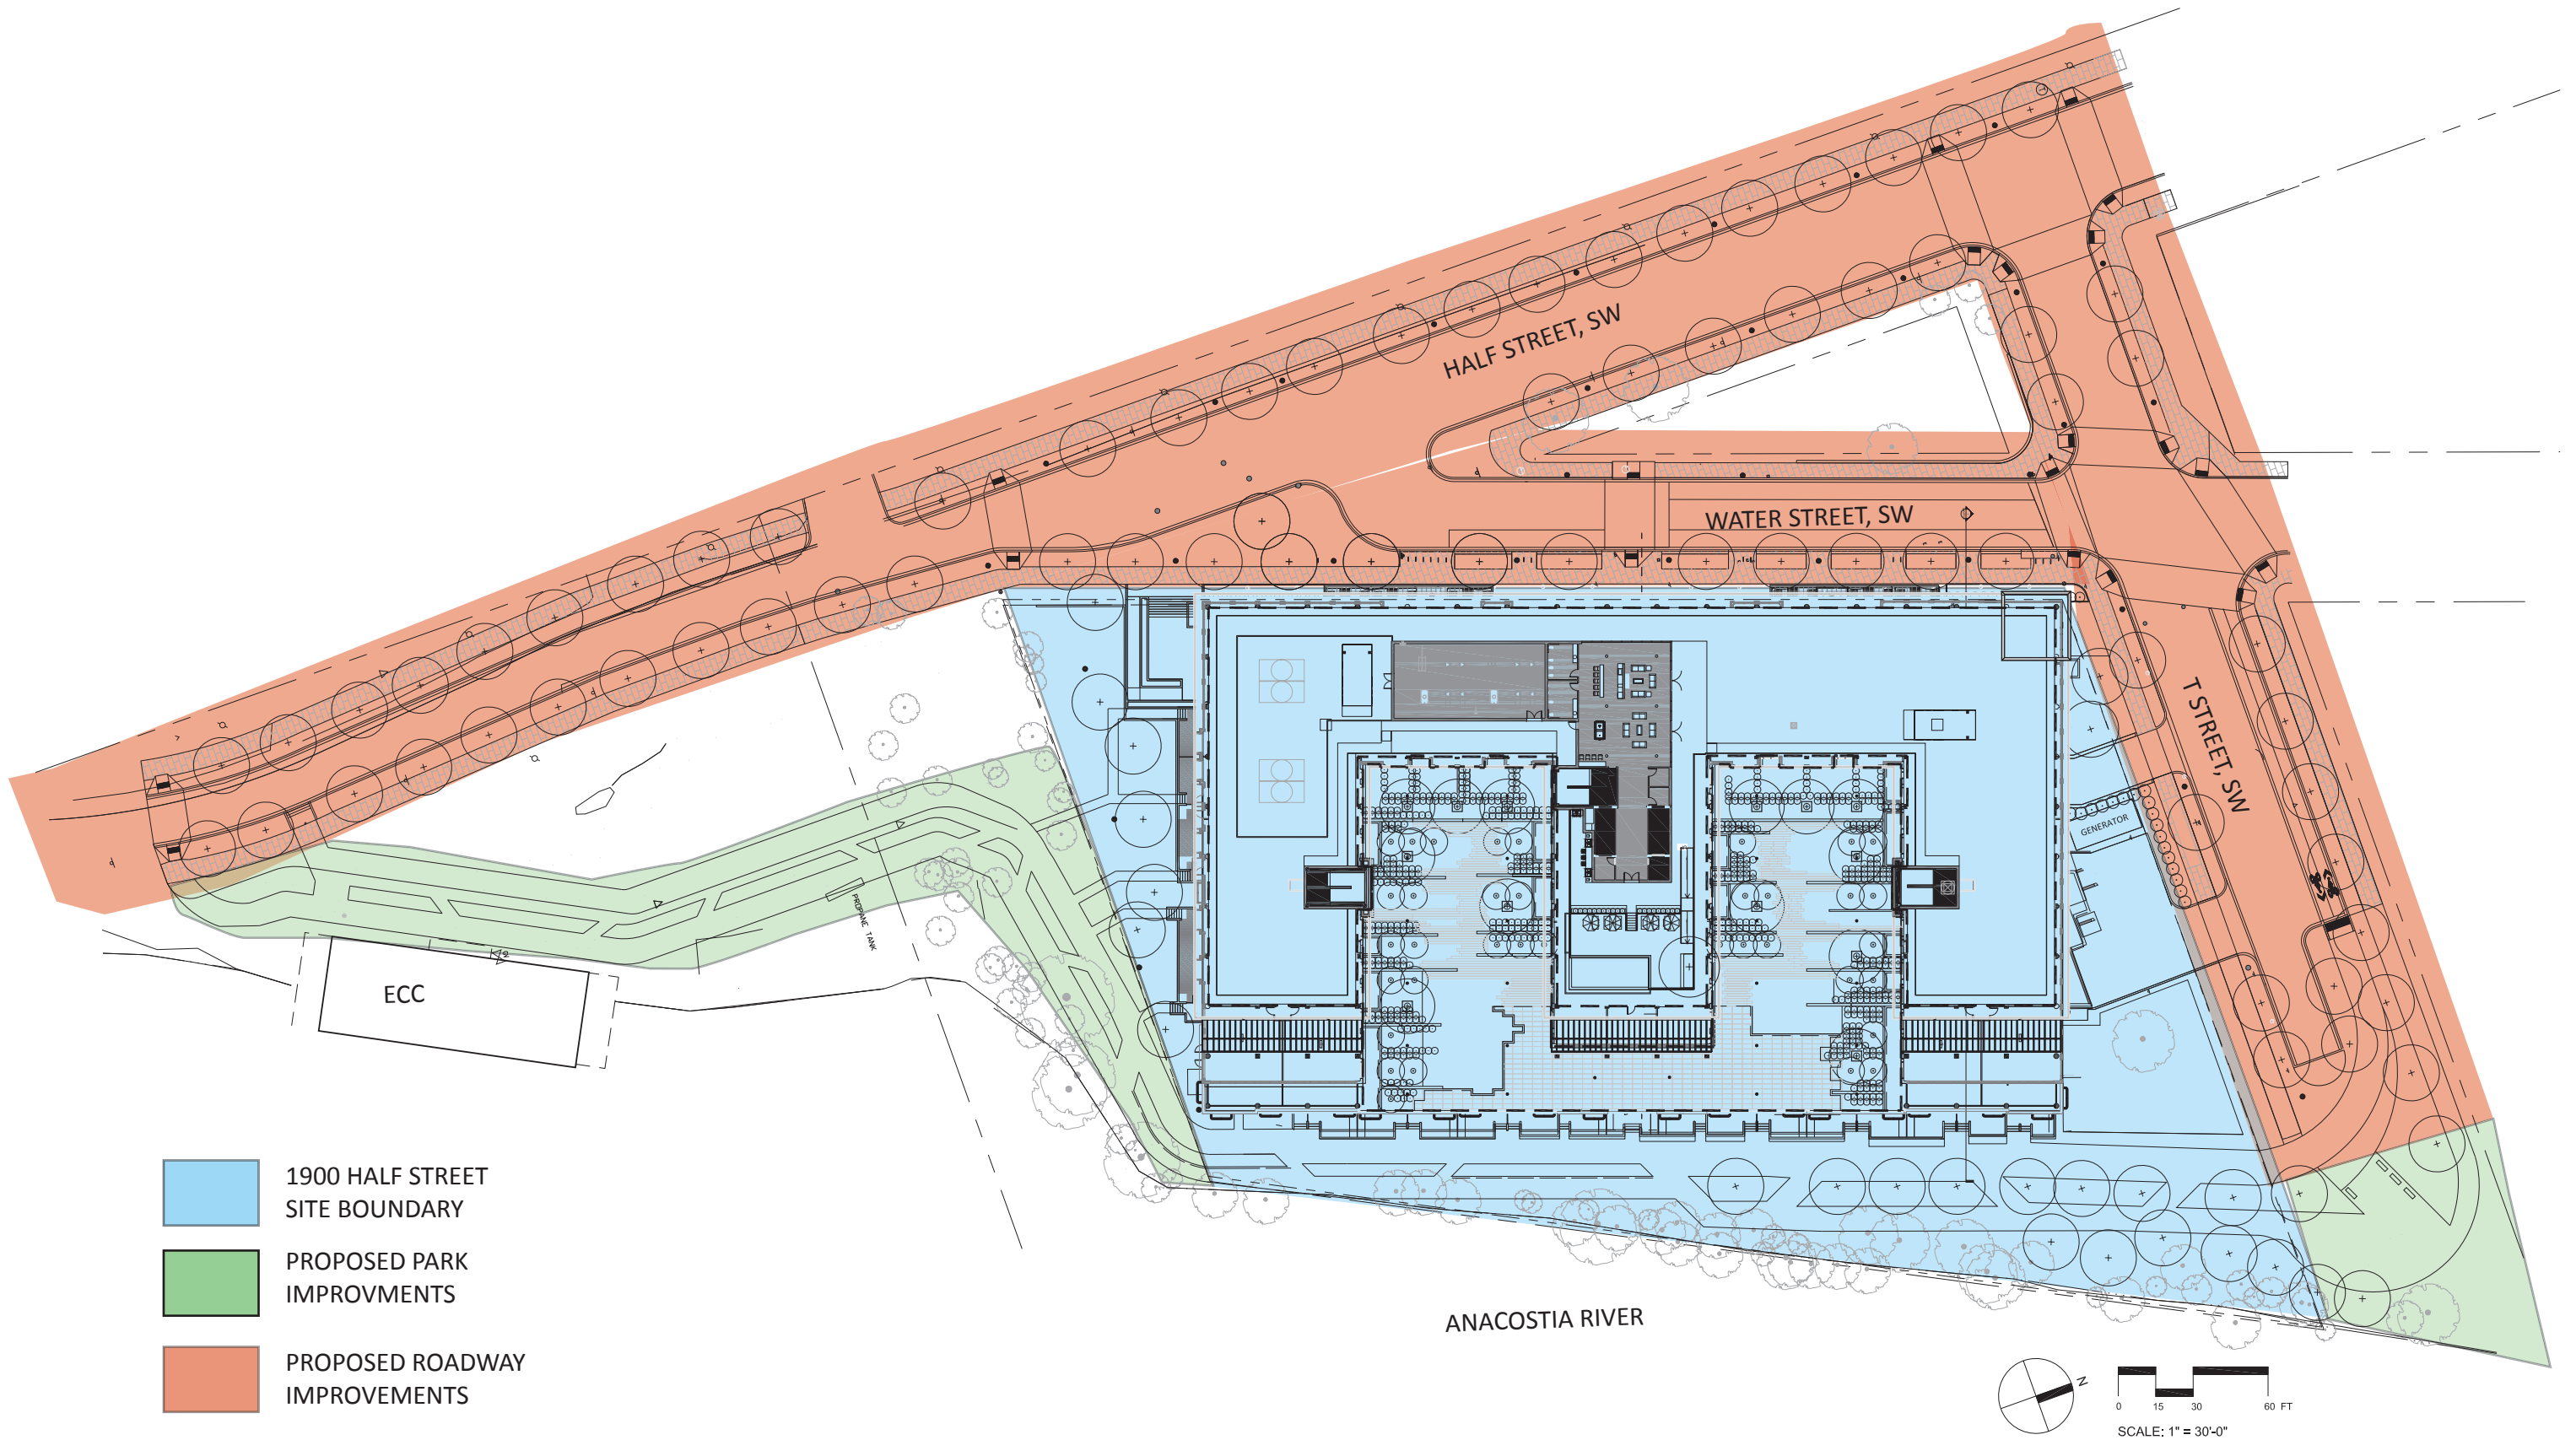 HALF STREET, SW
WATER STREET, SW
T STREET, SW
GENERATOR
PROPANE TANK
ECC
1900 HALF STREET
SITE BOUNDARY
PROPOSED PARK
IMPROVMENTS
PROPOSED ROADWAY
IMPROVEMENTS
ANACOSTIA RIVER
N
0 15 30 60 FT
SCALE: 1" = 30'-0"